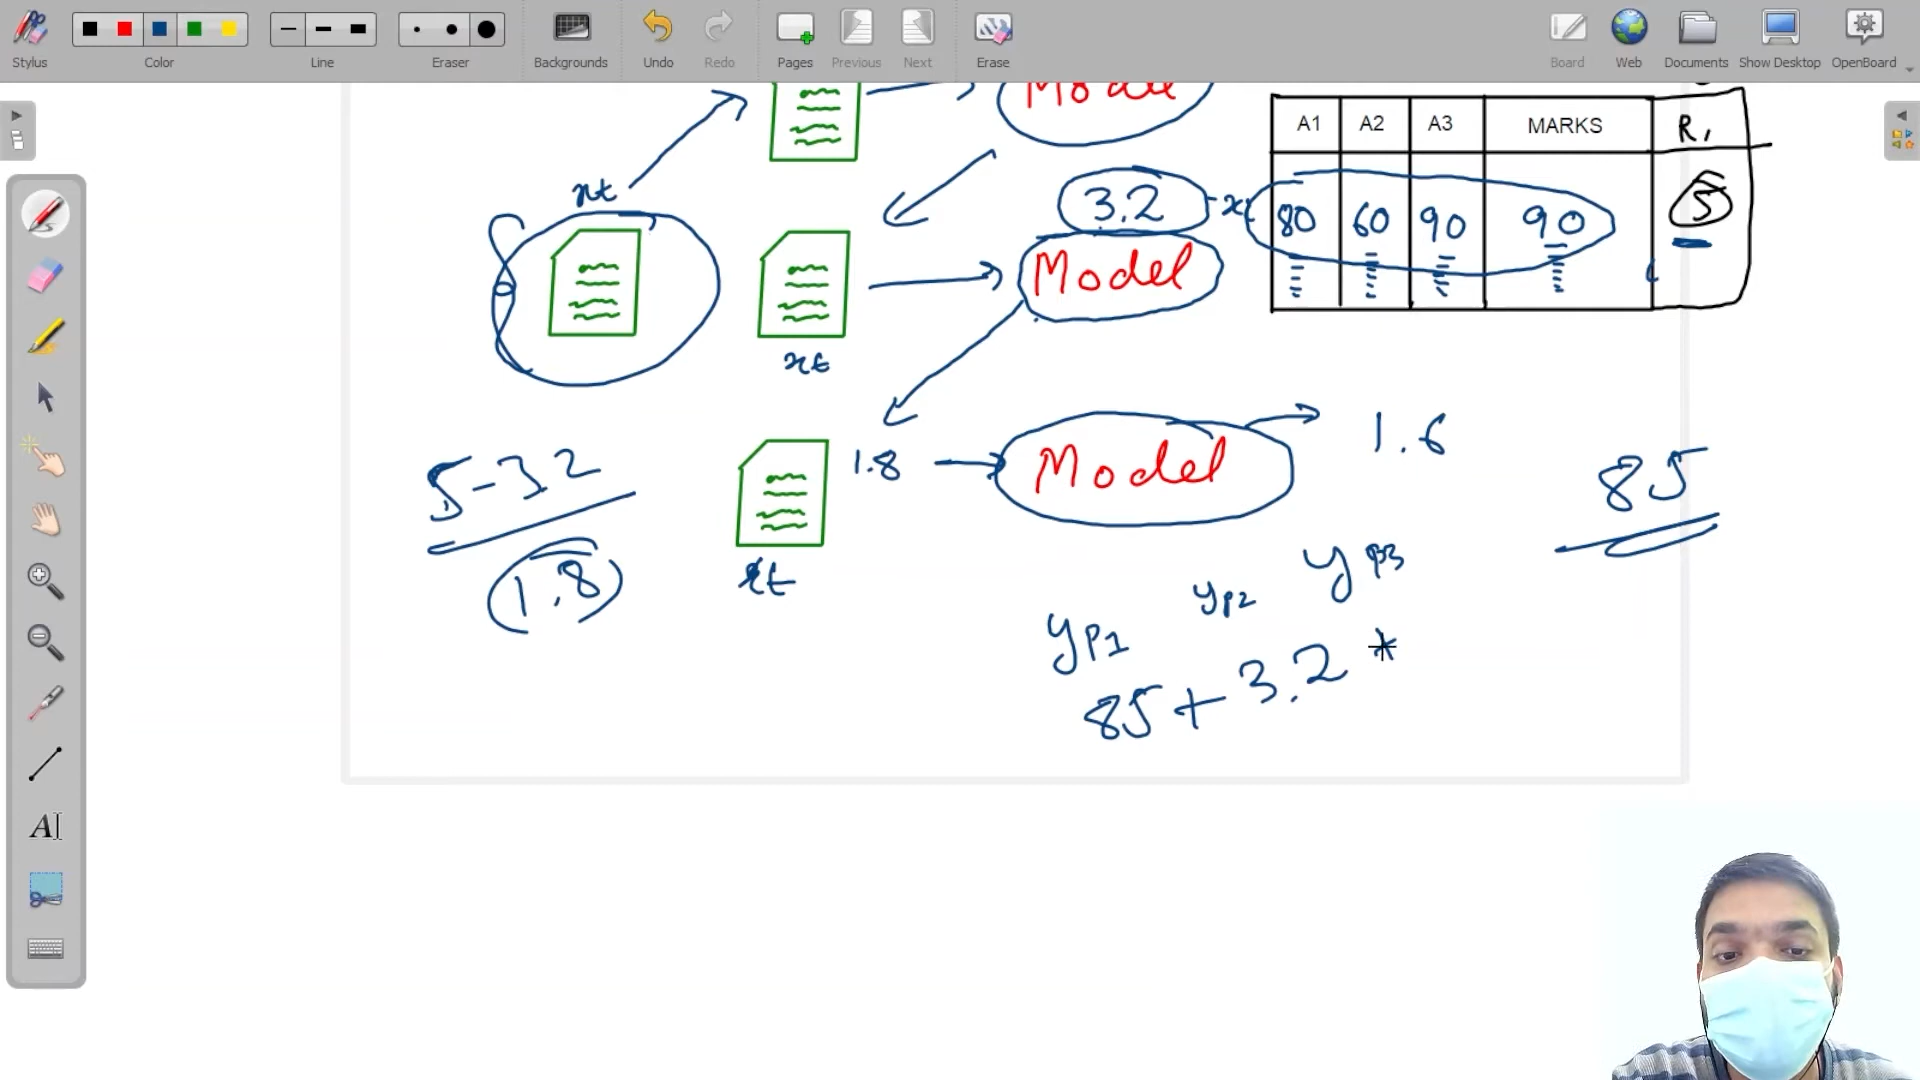 Stylus Color Line Eraser Backgrounds Undo Redo Pages Previous Next Erase Board Web Documents Show Desktop OpenBoard
Model
A1 A2 A3 MARKS R1
xt
3.2 x 80 60 90 90 5
Model
xt
1.6
5-32 1.8 Model 85
1.8
xt
yp1 yp2 yp3
85+3.2 *
A